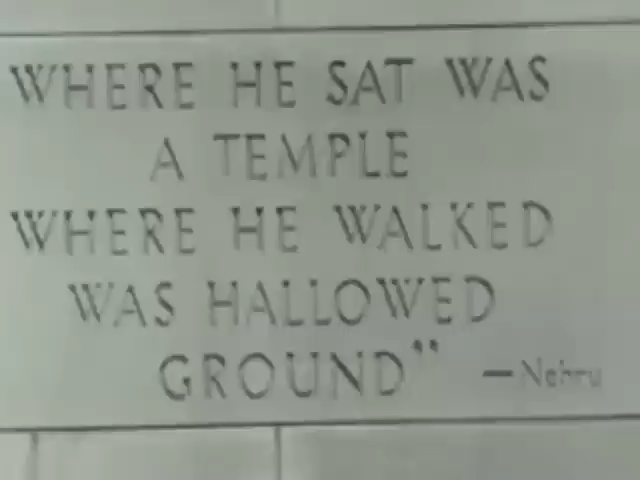 WHERE HE SAT WAS
A TEMPLE
WHERE HE WALKED
WAS HALLOWED
GROUND" —Nehru